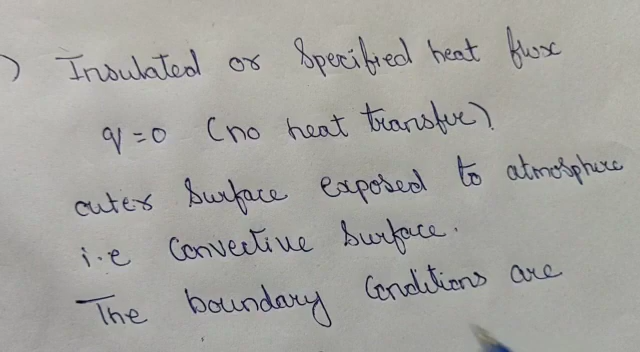 ) Insulated or Specified heat flux
q=0 (no heat transfer).
outer Surface exposed to atmosphere
i.e Convective Surface.
The boundary Conditions are